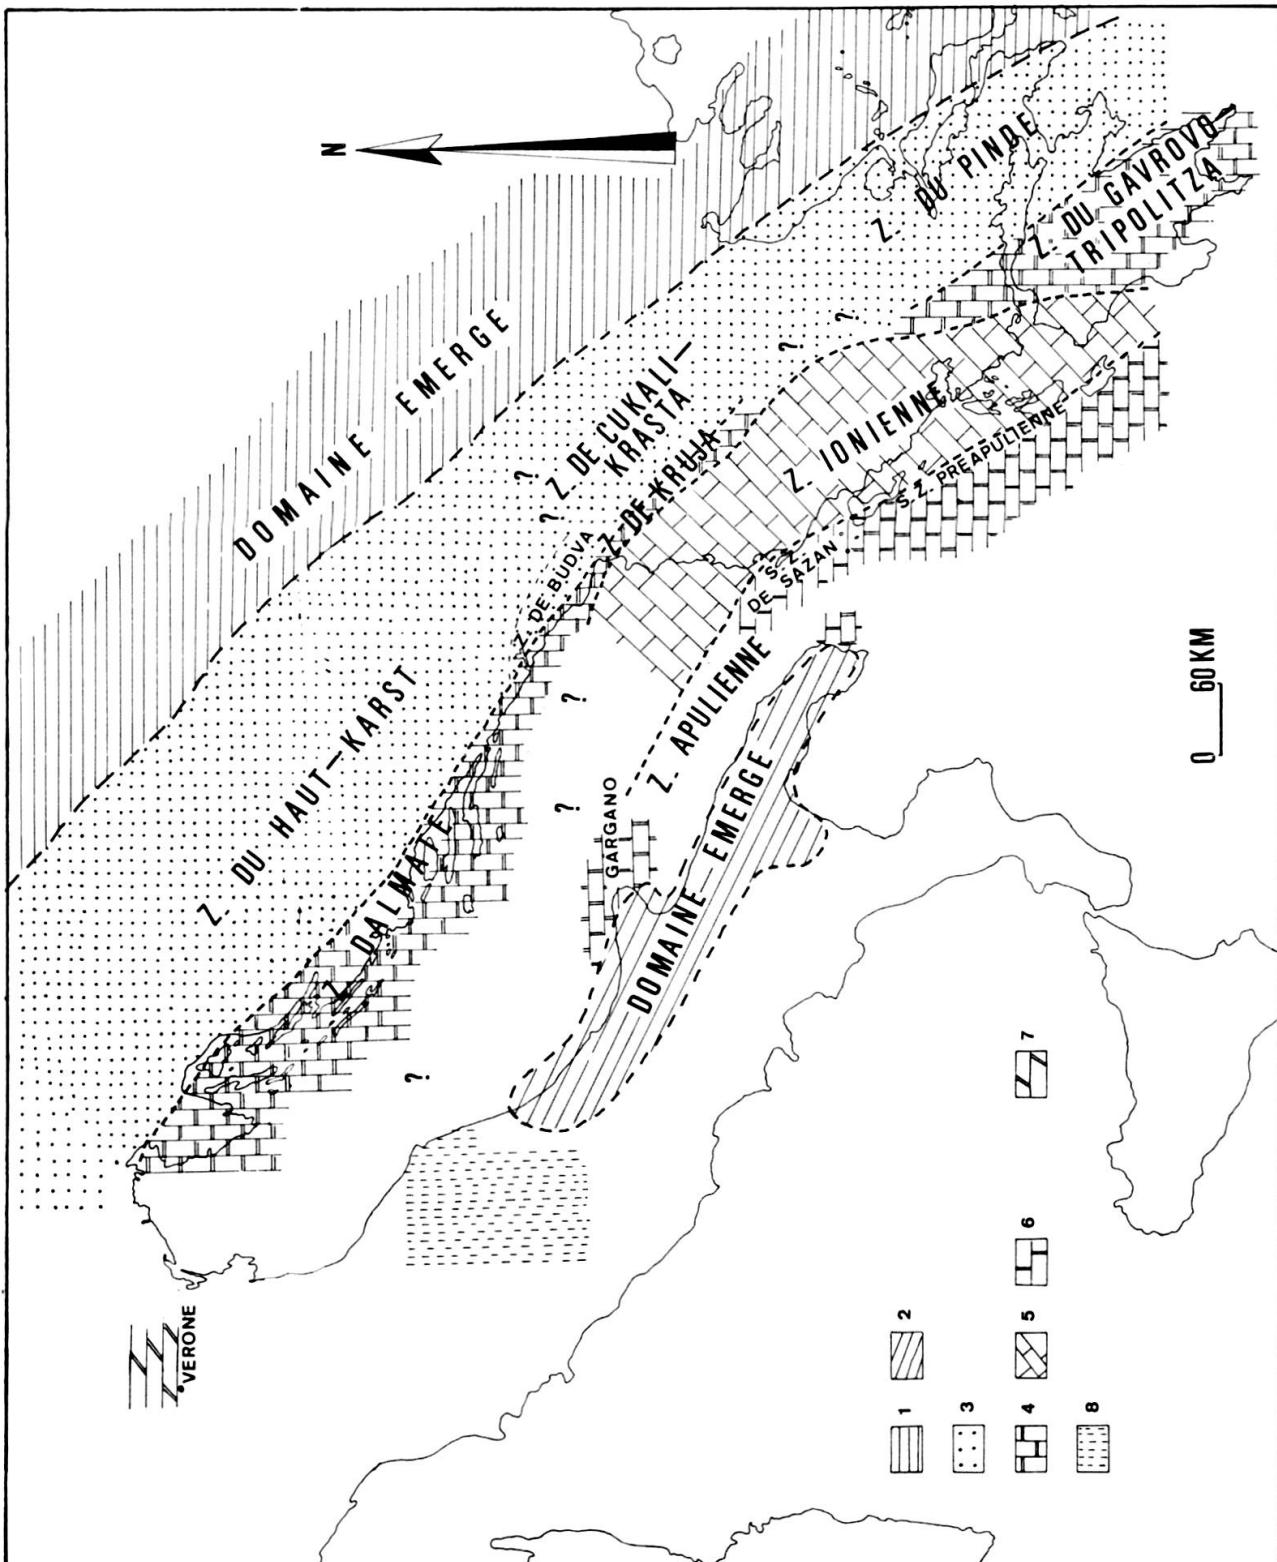 N
DOMAINE EMERGE
Z. DU HAUT—KARST
Z. DALMATE
Z. DE BUDVA
Z. DE CUKALI—
KRASTA
Z. DE KRUJA
Z. DU PINDE
Z. DU GAVROVO
TRIPOLITZA
Z. IONIENNE
S.Z. PREAPULIENNE
S.Z.
DE SAZAN
Z. APULIENNE
GARGANO
DOMAINE EMERGE
VERONE
?
?
?
?
?
?
?
0 60 KM
1
2
3
4
5
6
7
8